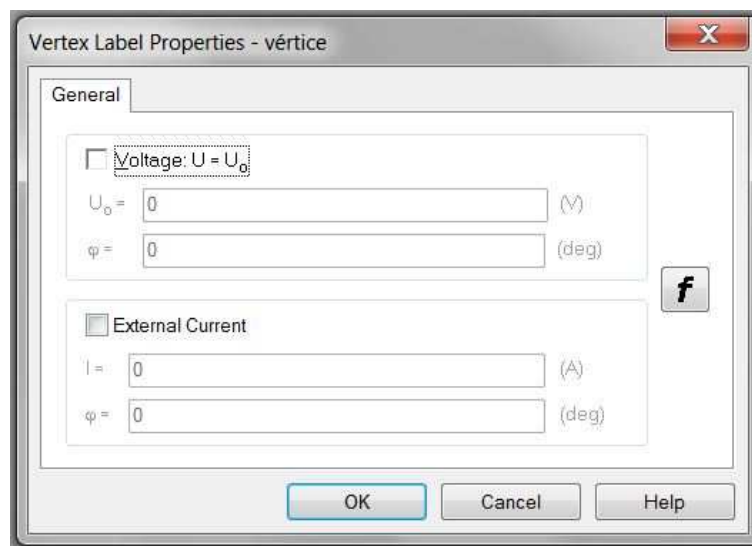 Vertex Label Properties - vértice
X
General
Voltage: U = Uₒ
Uₒ = 0 (V)
φ = 0 (deg)
f
External Current
I = 0 (A)
φ = 0 (deg)
OK Cancel Help